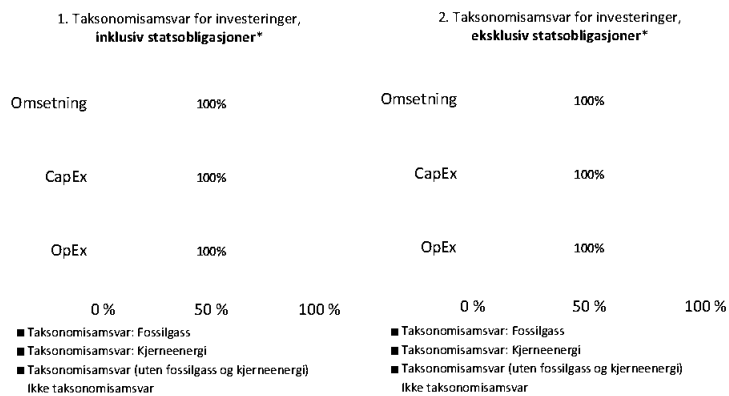 1. Taksonomisamsvar for investeringer,
inklusiv statsobligasjoner*
Omsetning 100%
CapEx 100%
OpEx 100%
0 % 50 % 100 %
Taksonomisamsvar: Fossilgass
Taksonomisamsvar: Kjerneenergi
Taksonomisamsvar (uten fossilgass og kjerneenergi)
Ikke taksonomisamsvar
2. Taksonomisamsvar for investeringer,
eksklusiv statsobligasjoner*
Omsetning 100%
CapEx 100%
OpEx 100%
0 % 50 % 100 %
Taksonomisamsvar: Fossilgass
Taksonomisamsvar: Kjerneenergi
Taksonomisamsvar (uten fossilgass og kjerneenergi)
Ikke taksonomisamsvar